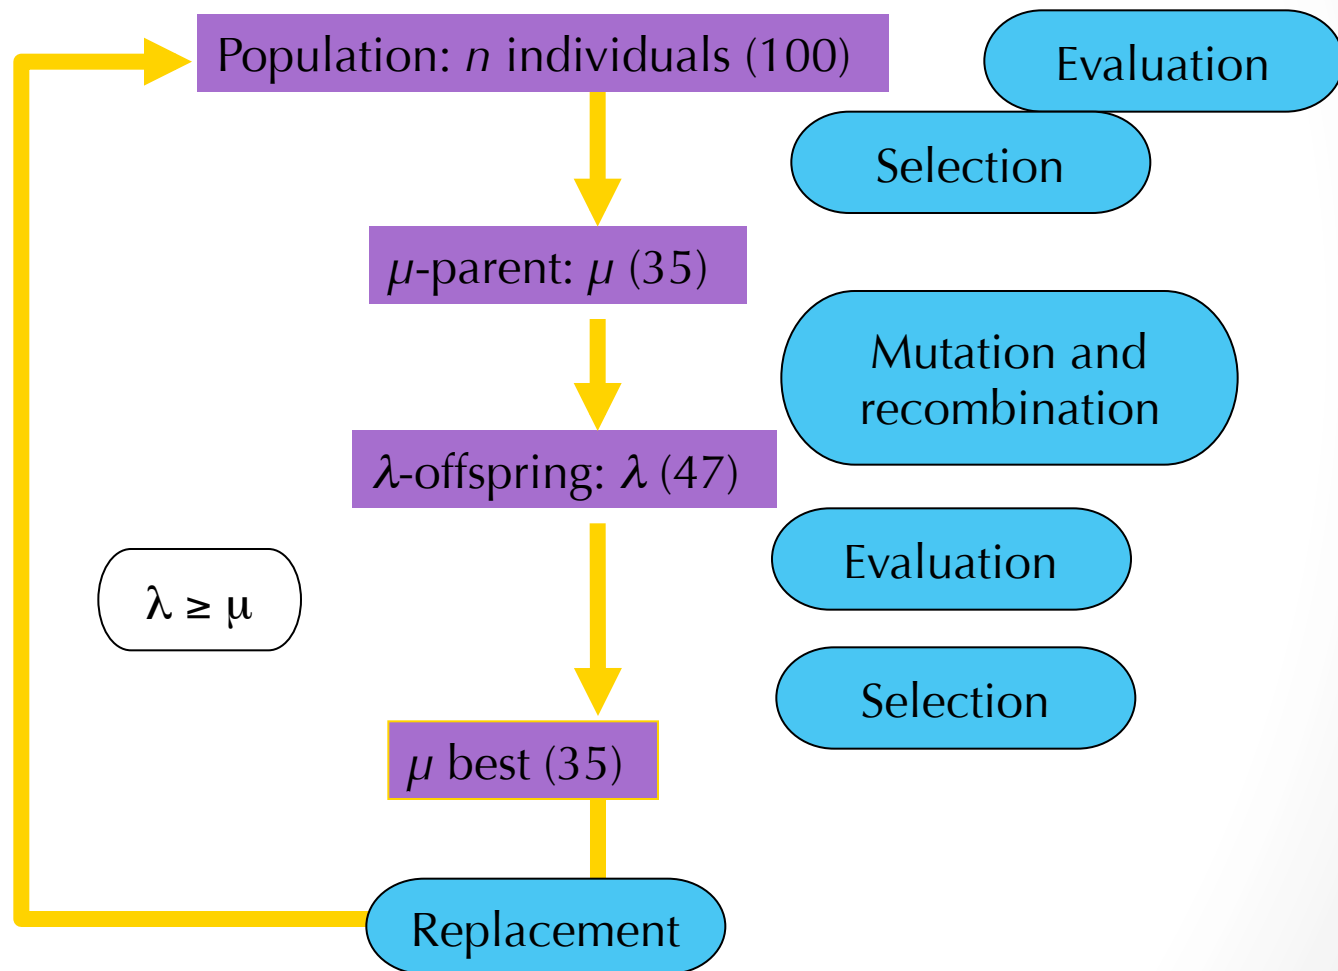 Population: n individuals (100)
Evaluation
Selection
μ-parent: μ (35)
Mutation and
recombination
λ-offspring: λ (47)
Evaluation
λ ≥ μ
Selection
μ best (35)
Replacement